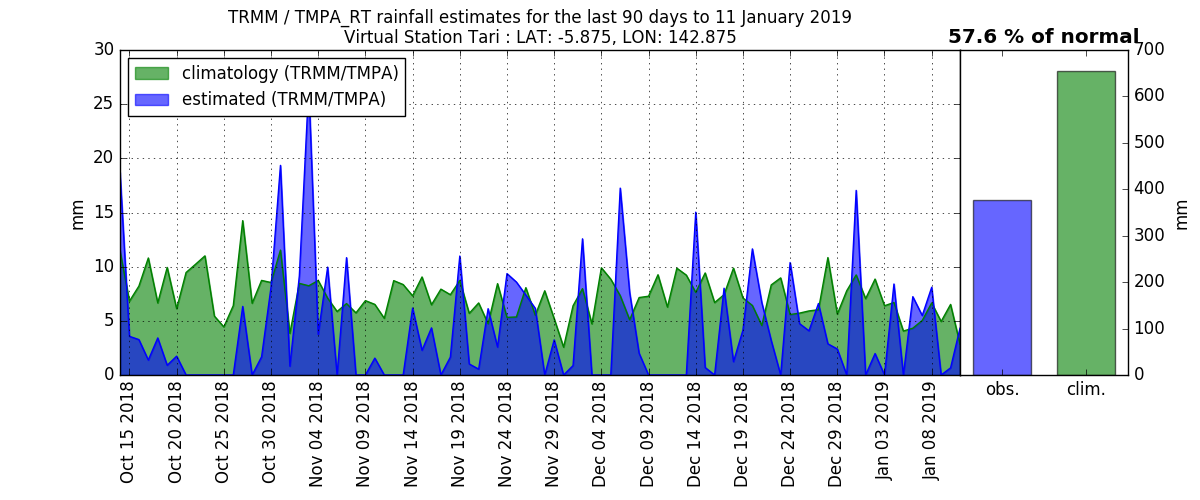 TRMM / TMPA_RT rainfall estimates for the last 90 days to 11 January 2019
Virtual Station Tari : LAT: -5.875, LON: 142.875
57.6 % of normal
climatology (TRMM/TMPA)
estimated (TRMM/TMPA)
30
25
20
15
10
5
0
mm
Oct 15 2018
Oct 20 2018
Oct 25 2018
Oct 30 2018
Nov 04 2018
Nov 09 2018
Nov 14 2018
Nov 19 2018
Nov 24 2018
Nov 29 2018
Dec 04 2018
Dec 09 2018
Dec 14 2018
Dec 19 2018
Dec 24 2018
Dec 29 2018
Jan 03 2019
Jan 08 2019
700
600
500
400
300
200
100
0
mm
obs.
clim.